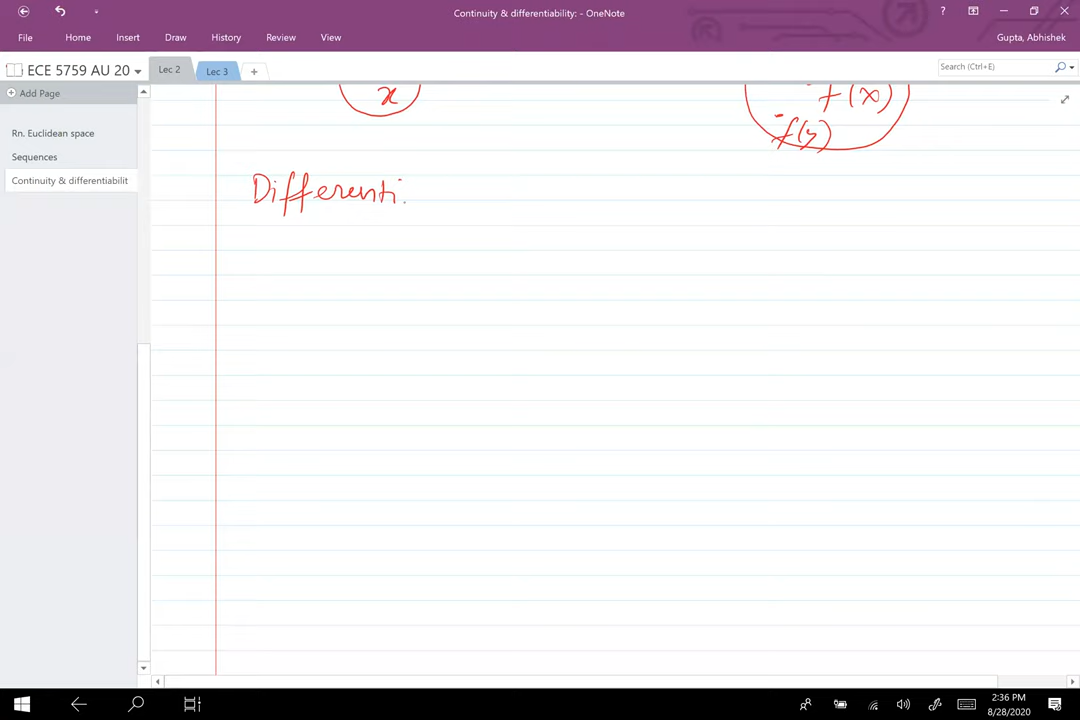 Continuity & differentiability: - OneNote
?
File Home Insert Draw History Review View
Gupta, Abhishek
ECE 5759 AU 20
Lec 2
Lec 3
+
Search (Ctrl+E)
Add Page
Rn. Euclidean space
Sequences
Continuity & differentiabilit
x
f(x)
f(y)
Differenti
2:36 PM
8/28/2020